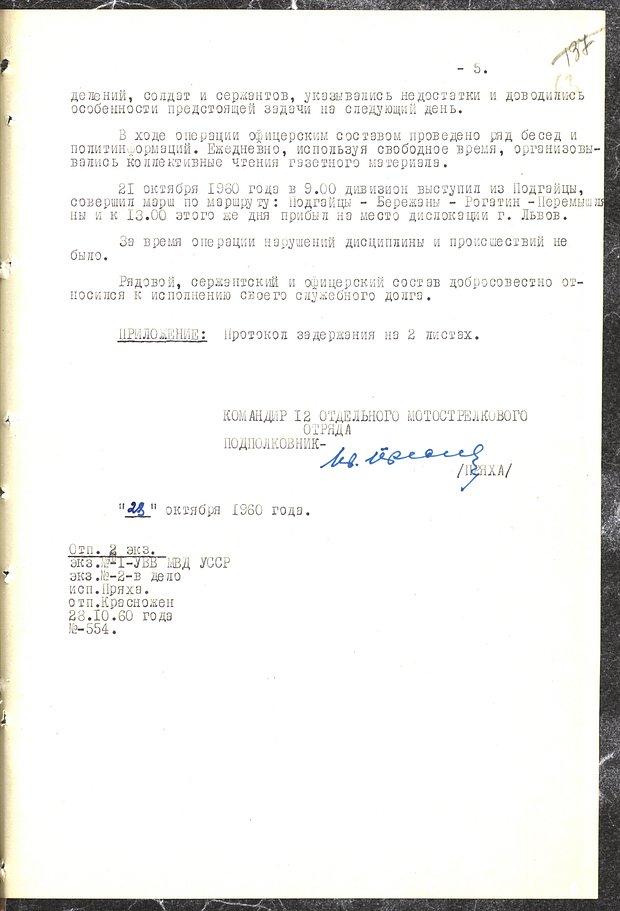 137
- 5.
делений, солдат и сержантов, указывались недостатки и доводились
особенности предстоящей задачи на следующий день.
В ходе операции офицерским составом проведено ряд бесед и
политинформаций. Ежедневно, используя свободное время, организовы-
вались коллективные чтения газетного материала.
21 октября 1960 года в 9.00 дивизион выступил из Подгайцы,
совершил марш по маршруту: Подгайцы - Бережаны - Рогатин -Перемышля
ны и к 13.00 этого же дня прибыл на место дислокации г. Львов.
За время операции нарушений дисциплины и происшествий не
было.
Рядовой, сержантский и офицерский состав добросовестно от-
носился к исполнению своего служебного долга.
ПРИЛОЖЕНИЕ: Протокол задержания на 2 листах.
КОМАНДИР 12 ОТДЕЛЬНОГО МОТОСТРЕЛКОВОГО
ОТРЯДА
ПОДПОЛКОВНИК-
/ПРЯХА/
"28" октября 1960 года.
Отп. 2 экз.
экз.№-1-УВВ МВД УССР
экз.№-2-в дело
исп.Пряха.
отп.Красножен
28.10.60 года
№-554.